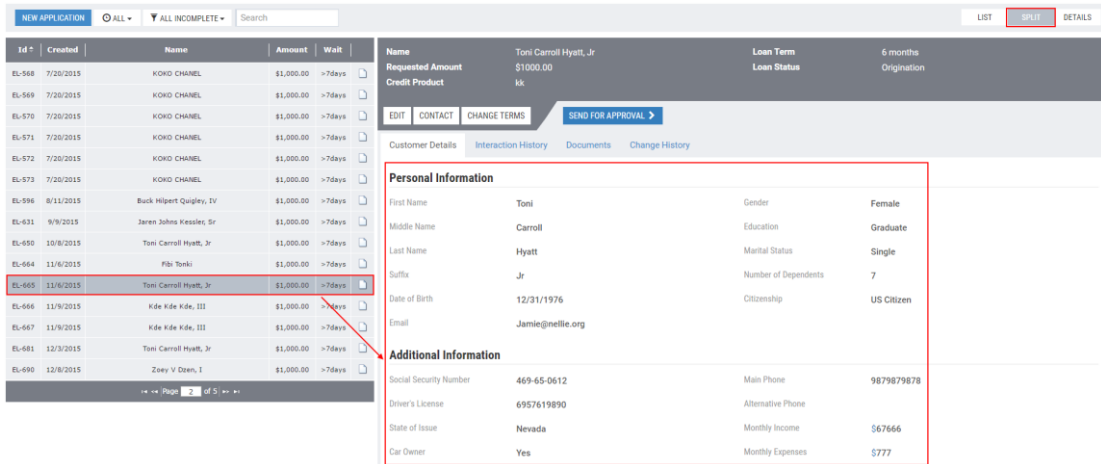 NEW APPLICATION ALL ALL INCOMPLETE Search LIST SPLIT DETAILS
Id Created Name Amount Wait
EL-568 7/20/2015 KOKO CHANEL $1,000.00 >7days
EL-569 7/20/2015 KOKO CHANEL $1,000.00 >7days
EL-570 7/20/2015 KOKO CHANEL $1,000.00 >7days
EL-571 7/20/2015 KOKO CHANEL $1,000.00 >7days
EL-572 7/20/2015 KOKO CHANEL $1,000.00 >7days
EL-573 7/20/2015 KOKO CHANEL $1,000.00 >7days
EL-596 8/11/2015 Buck Hilpert Quigley, IV $1,000.00 >7days
EL-631 9/9/2015 Jaren Johns Kessler, Sr $1,000.00 >7days
EL-650 10/8/2015 Toni Carroll Hyatt, Jr $1,000.00 >7days
EL-664 11/6/2015 Fibi Tonki $1,000.00 >7days
EL-665 11/6/2015 Toni Carroll Hyatt, Jr $1,000.00 >7days
EL-666 11/9/2015 Kde Kde Kde, III $1,000.00 >7days
EL-667 11/9/2015 Kde Kde Kde, III $1,000.00 >7days
EL-681 12/3/2015 Toni Carroll Hyatt, Jr $1,000.00 >7days
EL-690 12/8/2015 Zoey V Dzen, I $1,000.00 >7days
Page 2 of 5
Name Toni Carroll Hyatt, Jr Loan Term 6 months
Requested Amount $1000.00 Loan Status Origination
Credit Product kk
EDIT CONTACT CHANGE TERMS SEND FOR APPROVAL
Customer Details Interaction History Documents Change History
Personal Information
First Name Toni Gender Female
Middle Name Carroll Education Graduate
Last Name Hyatt Marital Status Single
Suffix Jr Number of Dependents 7
Date of Birth 12/31/1976 Citizenship US Citizen
Email Jamie@nellie.org
Additional Information
Social Security Number 469-65-0612 Main Phone 9879879878
Driver's License 6957619890 Alternative Phone
State of Issue Nevada Monthly Income $67666
Car Owner Yes Monthly Expenses $777